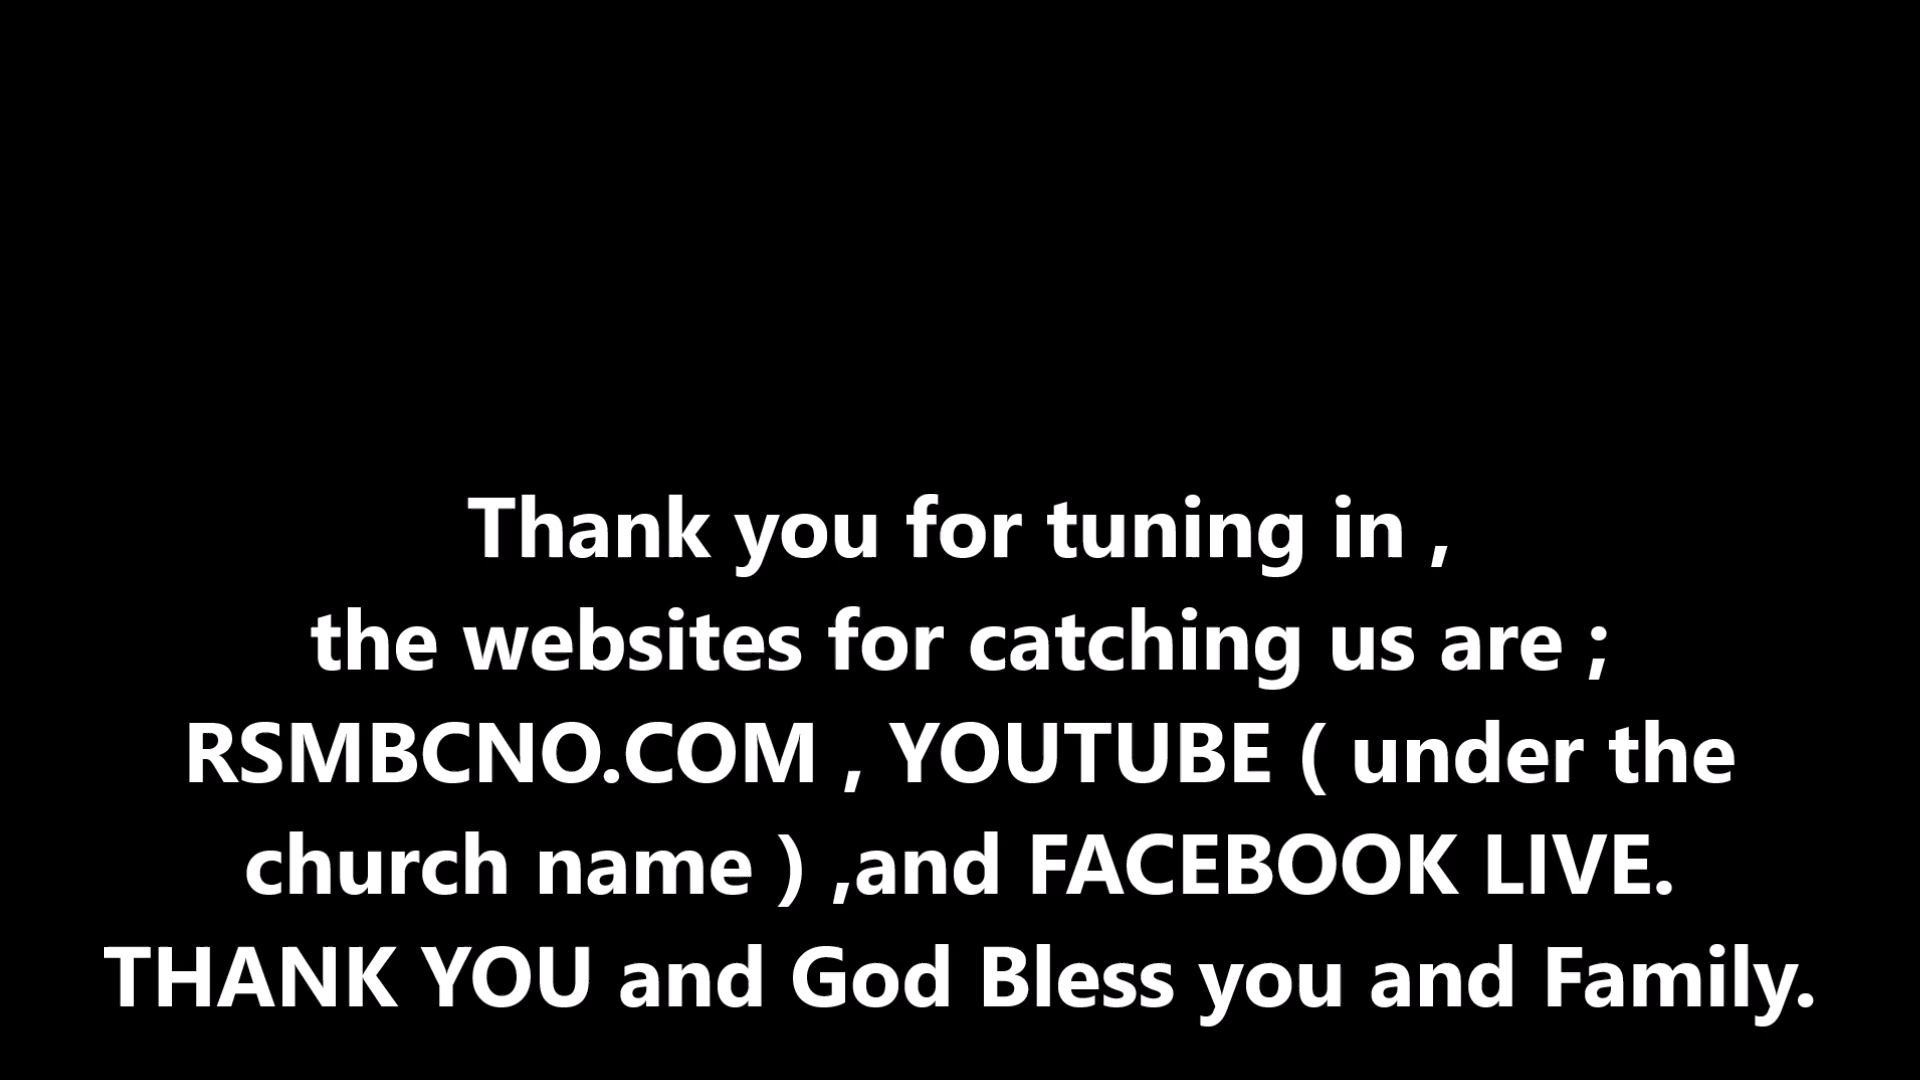 Thank you for tuning in ,
the websites for catching us are ;
RSMBCNO.COM , YOUTUBE ( under the
church name ) ,and FACEBOOK LIVE.
THANK YOU and God Bless you and Family.